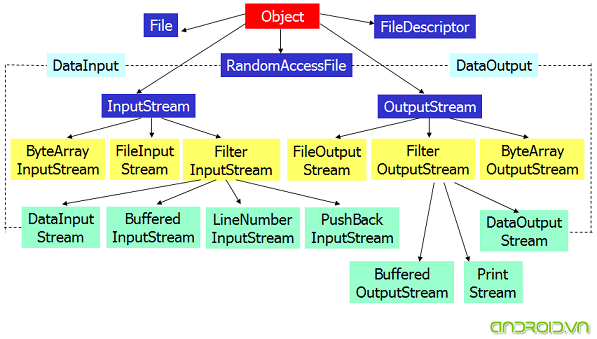 Object
File
FileDescriptor
DataInput
RandomAccessFile
DataOutput
InputStream
OutputStream
ByteArray
InputStream
FileInput
Stream
Filter
InputStream
FileOutput
Stream
Filter
OutputStream
ByteArray
OutputStream
DataInput
Stream
Buffered
InputStream
LineNumber
InputStream
PushBack
InputStream
DataOutput
Stream
Buffered
OutputStream
Print
Stream
ANDROID.VN